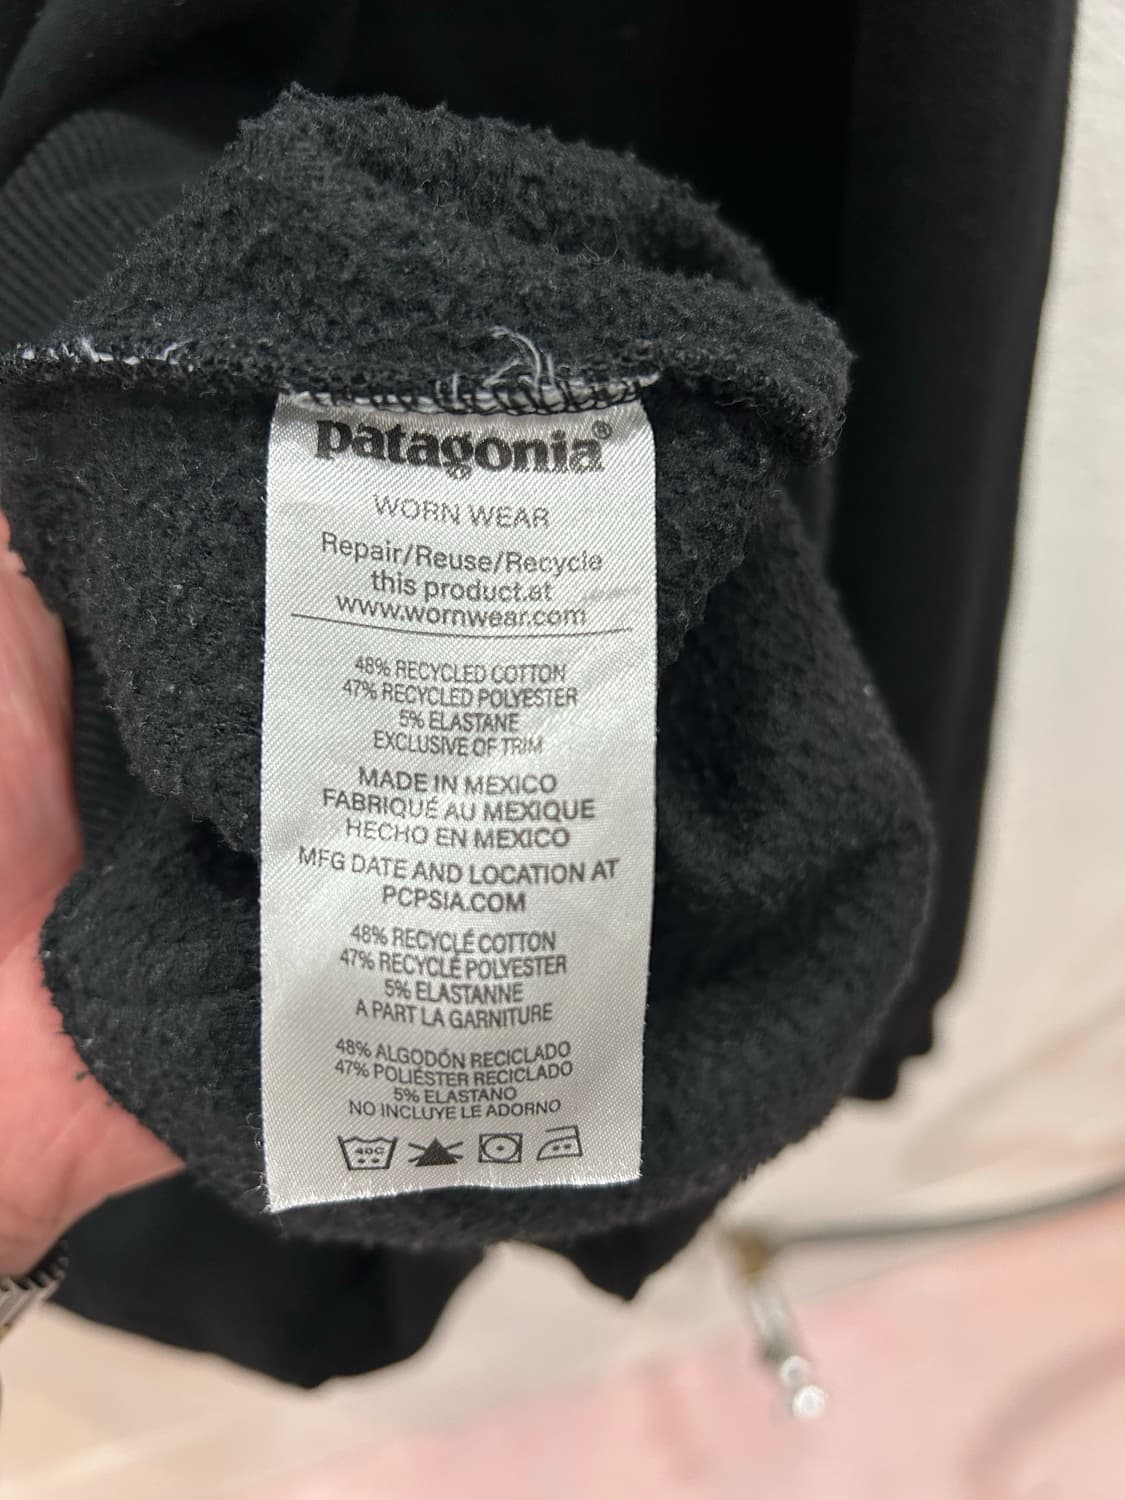 patagonia®
WORN WEAR
Repair/Reuse/Recycle
this product.at
www.wornwear.com
48% RECYCLED COTTON
47% RECYCLED POLYESTER
5% ELASTANE
EXCLUSIVE OF TRIM
MADE IN MEXICO
FABRIQUÉ AU MEXIQUE
HECHO EN MEXICO
MFG DATE AND LOCATION AT
PCPSIA.COM
48% RECYCLÉ COTTON
47% RECYCLÉ POLYESTER
5% ELASTANNE
A PART LA GARNITURE
48% ALGODÓN RECICLADO
47% POLIÉSTER RECICLADO
5% ELASTANO
NO INCLUYE LE ADORNO
40C